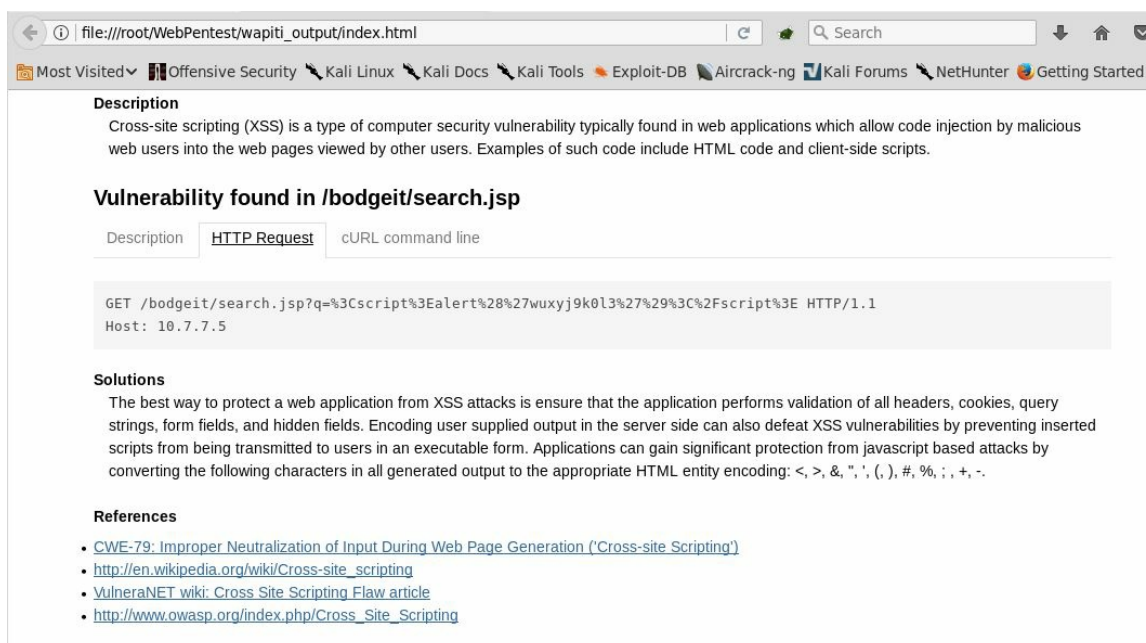 file:///root/WebPentest/wapiti_output/index.html
Search
Most Visited
Offensive Security
Kali Linux
Kali Docs
Kali Tools
Exploit-DB
Aircrack-ng
Kali Forums
NetHunter
Getting Started
Description
Cross-site scripting (XSS) is a type of computer security vulnerability typically found in web applications which allow code injection by malicious
web users into the web pages viewed by other users. Examples of such code include HTML code and client-side scripts.
Vulnerability found in /bodgeit/search.jsp
Description
HTTP Request
cURL command line
GET /bodgeit/search.jsp?q=%3Cscript%3Ealert%28%27wuxyj9k0l3%27%29%3C%2Fscript%3E HTTP/1.1
Host: 10.7.7.5
Solutions
The best way to protect a web application from XSS attacks is ensure that the application performs validation of all headers, cookies, query
strings, form fields, and hidden fields. Encoding user supplied output in the server side can also defeat XSS vulnerabilities by preventing inserted
scripts from being transmitted to users in an executable form. Applications can gain significant protection from javascript based attacks by
converting the following characters in all generated output to the appropriate HTML entity encoding: <, >, &, ", ', (, ), #, %, ; , +, -.
References
• CWE-79: Improper Neutralization of Input During Web Page Generation ('Cross-site Scripting')
• http://en.wikipedia.org/wiki/Cross-site_scripting
• VulneraNET wiki: Cross Site Scripting Flaw article
• http://www.owasp.org/index.php/Cross_Site_Scripting